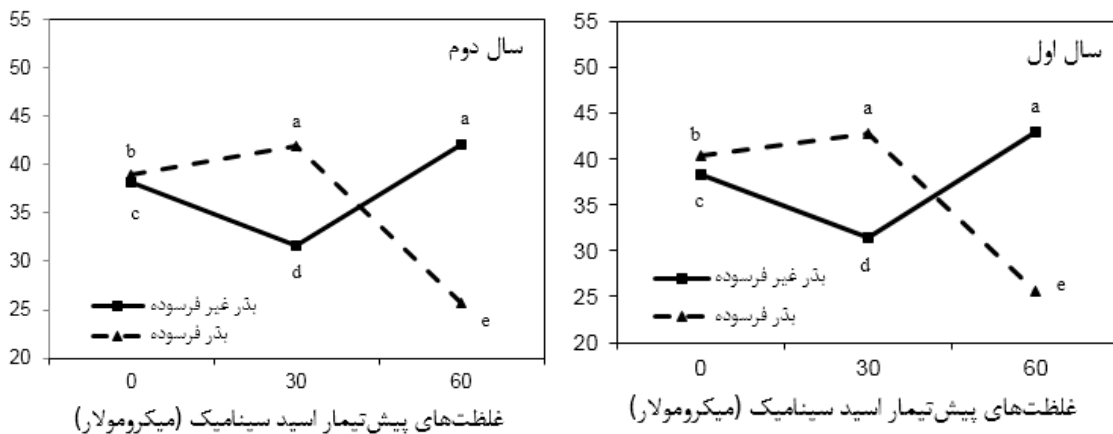 سال اول
55
50
45
40
35
30
25
20
b
a
a
c
d
e
بذر غیر فرسوده
بذر فرسوده
0 30 60
غلظت‌های پیش‌تیمار اسید سینامیک (میکرومولار)
سال دوم
55
50
45
40
35
30
25
20
b
a
a
c
d
e
بذر غیر فرسوده
بذر فرسوده
0 30 60
غلظت‌های پیش‌تیمار اسید سینامیک (میکرومولار)